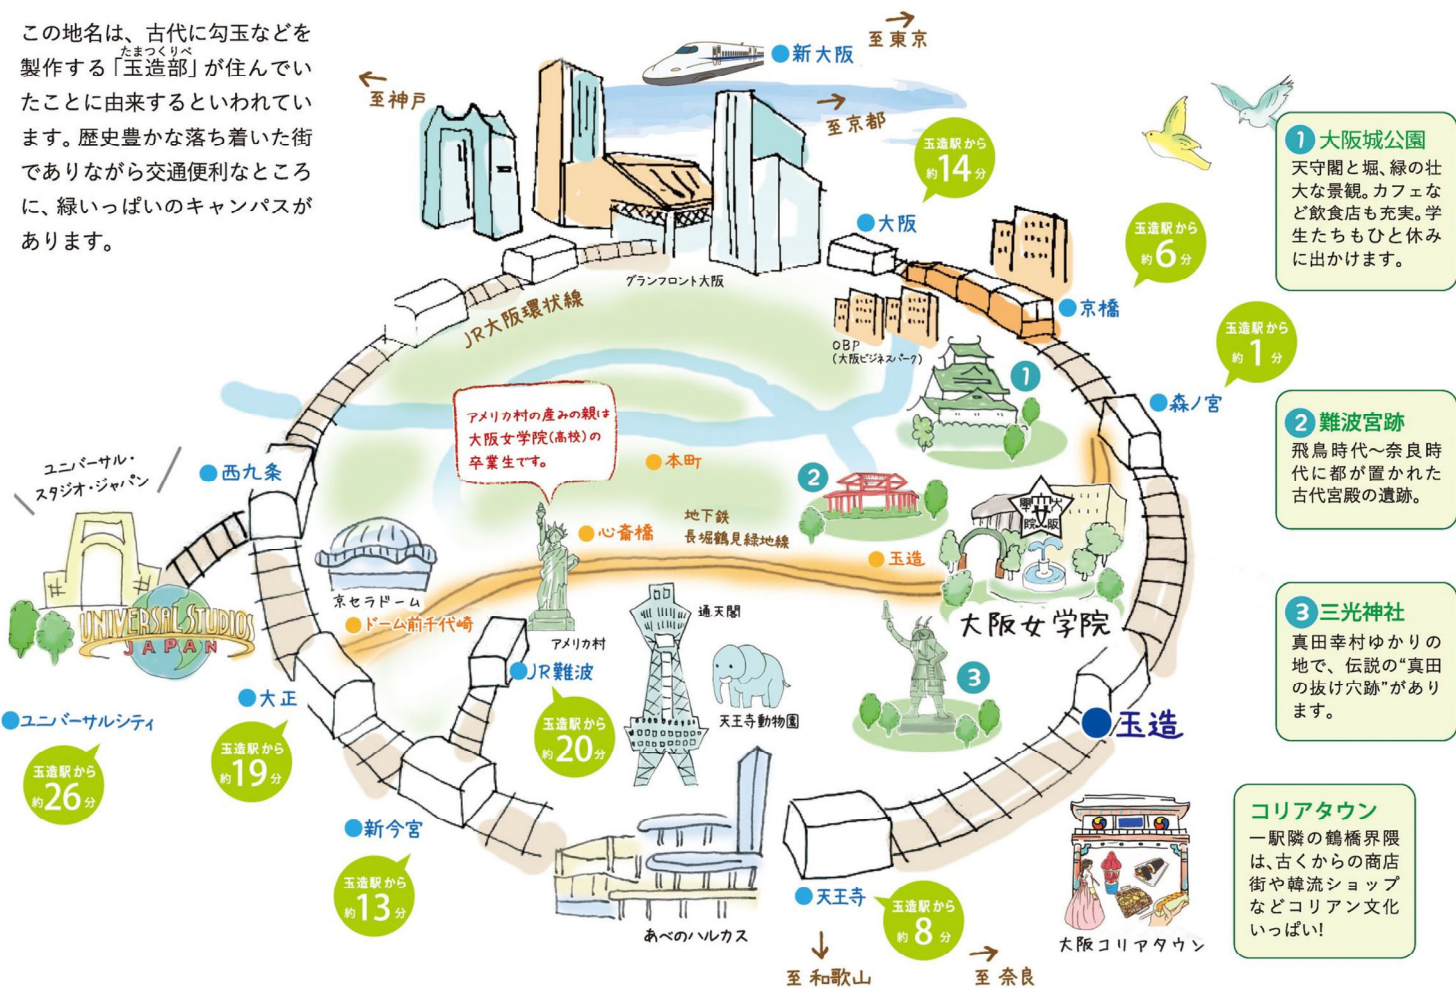 この地名は、古代に勾玉などを
たまつくりべ
製作する「玉造部」が住んでい
たことに由来するといわれてい
ます。歴史豊かな落ち着いた街
でありながら交通便利なところ
に、緑いっぱいのキャンパスが
あります。
至東京
新大阪
至神戸
至京都
玉造駅から
約14分
大阪
グランフロント大阪
JR大阪環状線
玉造駅から
約6分
京橋
OBP
(大阪ビジネスパーク)
玉造駅から
約1分
森ノ宮
1
1 大阪城公園
天守閣と堀、緑の壮
大な景観。カフェな
ど飲食店も充実。学
生たちもひと休み
に出かけます。
アメリカ村の産みの親は
大阪女学院(高校)の
卒業生です。
本町
2
2 難波宮跡
飛鳥時代～奈良時
代に都が置かれた
古代宮殿の遺跡。
ユニバーサル・
スタジオ・ジャパン
西九条
心斎橋
地下鉄
長堀鶴見緑地線
玉造
大阪
女
學院
大阪女学院
京セラドーム
ドーム前千代崎
アメリカ村
通天閣
天王寺動物園
UNIVERSAL STUDIOS
JAPAN
JR難波
玉造駅から
約20分
3
3 三光神社
真田幸村ゆかりの
地で、伝説の“真田
の抜け穴跡”があり
ます。
玉造
大正
玉造駅から
約19分
ユニバーサルシティ
玉造駅から
約26分
新今宮
玉造駅から
約13分
あべのハルカス
天王寺
玉造駅から
約8分
至 和歌山
至 奈良
大阪コリアタウン
コリアタウン
一駅隣の鶴橋界隈
は、古くからの商店
街や韓流ショップ
などコリアン文化
いっぱい!